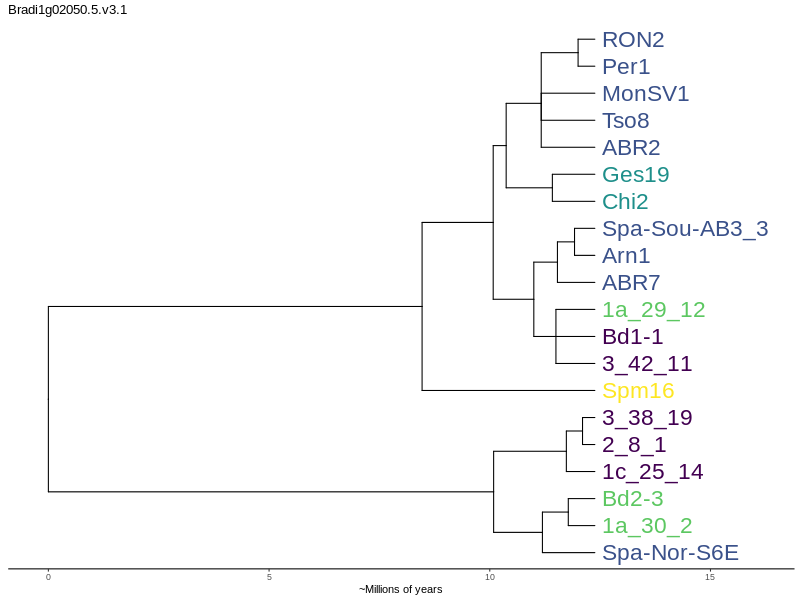 Bradi1g02050.5.v3.1
RON2
Per1
MonSV1
Tso8
ABR2
Ges19
Chi2
Spa-Sou-AB3_3
Arn1
ABR7
1a_29_12
Bd1-1
3_42_11
Spm16
3_38_19
2_8_1
1c_25_14
Bd2-3
1a_30_2
Spa-Nor-S6E
0 5 10 15
~Millions of years